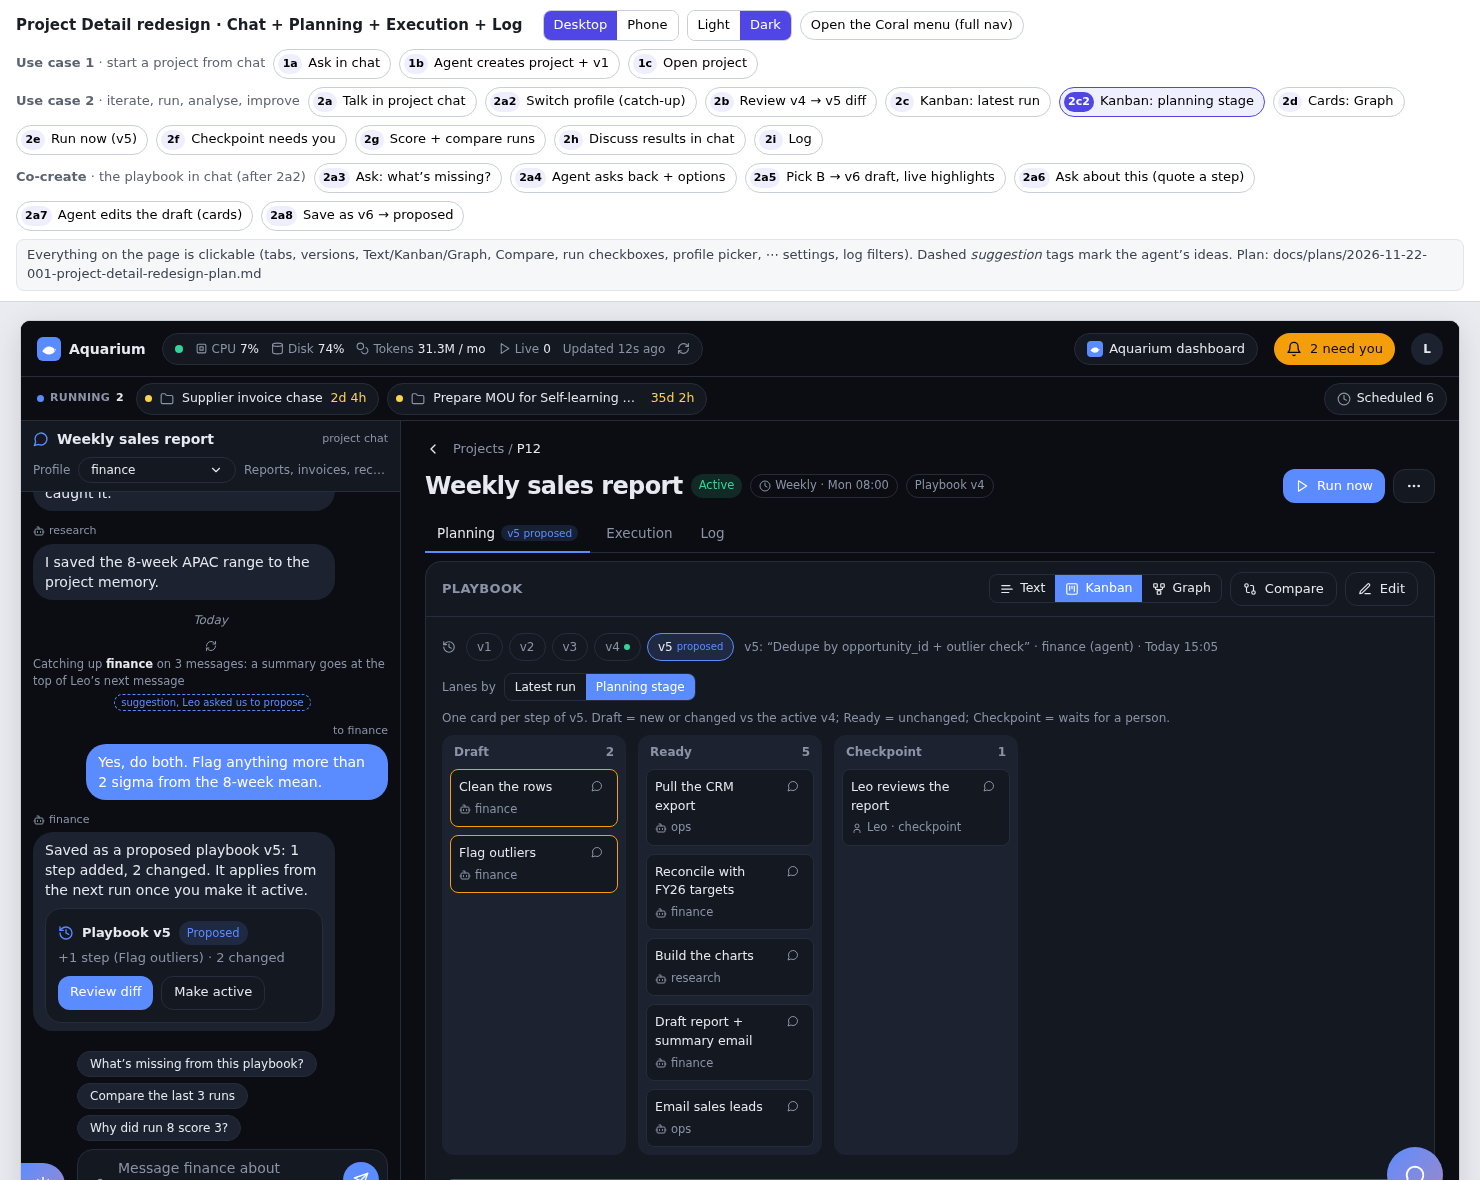 Project Detail redesign · Chat + Planning + Execution + Log
Desktop Phone Light Dark Open the Coral menu (full nav)
Use case 1 · start a project from chat 1a Ask in chat 1b Agent creates project + v1 1c Open project
Use case 2 · iterate, run, analyse, improve 2a Talk in project chat 2a2 Switch profile (catch-up) 2b Review v4 → v5 diff 2c Kanban: latest run 2c2 Kanban: planning stage 2d Cards: Graph
2e Run now (v5) 2f Checkpoint needs you 2g Score + compare runs 2h Discuss results in chat 2i Log
Co-create · the playbook in chat (after 2a2) 2a3 Ask: what’s missing? 2a4 Agent asks back + options 2a5 Pick B → v6 draft, live highlights 2a6 Ask about this (quote a step)
2a7 Agent edits the draft (cards) 2a8 Save as v6 → proposed
Everything on the page is clickable (tabs, versions, Text/Kanban/Graph, Compare, run checkboxes, profile picker, ··· settings, log filters). Dashed suggestion tags mark the agent’s ideas. Plan: docs/plans/2026-11-22-
001-project-detail-redesign-plan.md
Aquarium CPU 7% Disk 74% Tokens 31.3M / mo Live 0 Updated 12s ago Aquarium dashboard 2 need you L
RUNNING 2 Supplier invoice chase 2d 4h Prepare MOU for Self-learning ... 35d 2h Scheduled 6
Weekly sales report project chat
Profile finance Reports, invoices, rec...
caught it.
research
I saved the 8-week APAC range to the
project memory.
Today
Catching up finance on 3 messages: a summary goes at the
top of Leo’s next message
suggestion, Leo asked us to propose
to finance
Yes, do both. Flag anything more than
2 sigma from the 8-week mean.
finance
Saved as a proposed playbook v5: 1
step added, 2 changed. It applies from
the next run once you make it active.
Playbook v5 Proposed
+1 step (Flag outliers) · 2 changed
Review diff Make active
What’s missing from this playbook?
Compare the last 3 runs
Why did run 8 score 3?
Message finance about
Projects / P12
Weekly sales report Active Weekly · Mon 08:00 Playbook v4 Run now ···
Planning v5 proposed Execution Log
PLAYBOOK Text Kanban Graph Compare Edit
v1 v2 v3 v4 v5 proposed v5: “Dedupe by opportunity_id + outlier check” · finance (agent) · Today 15:05
Lanes by Latest run Planning stage
One card per step of v5. Draft = new or changed vs the active v4; Ready = unchanged; Checkpoint = waits for a person.
Draft 2
Clean the rows
finance
Flag outliers
finance
Ready 5
Pull the CRM
export
ops
Reconcile with
FY26 targets
finance
Build the charts
research
Draft report +
summary email
finance
Email sales leads
ops
Checkpoint 1
Leo reviews the
report
Leo · checkpoint